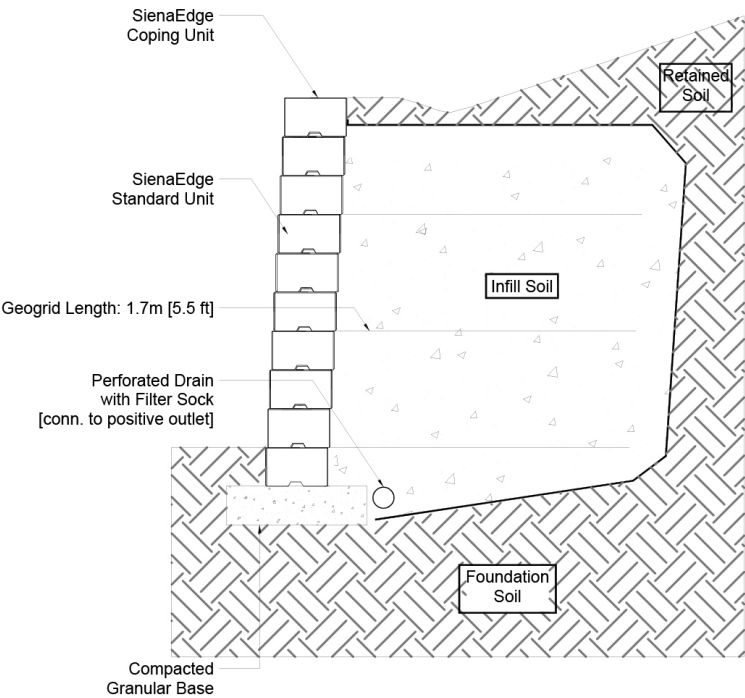 SienaEdge
Coping Unit
Retained
Soil
SienaEdge
Standard Unit
Infill Soil
Geogrid Length: 1.7m [5.5 ft]
Perforated Drain
with Filter Sock
[conn. to positive outlet]
Foundation
Soil
Compacted
Granular Base